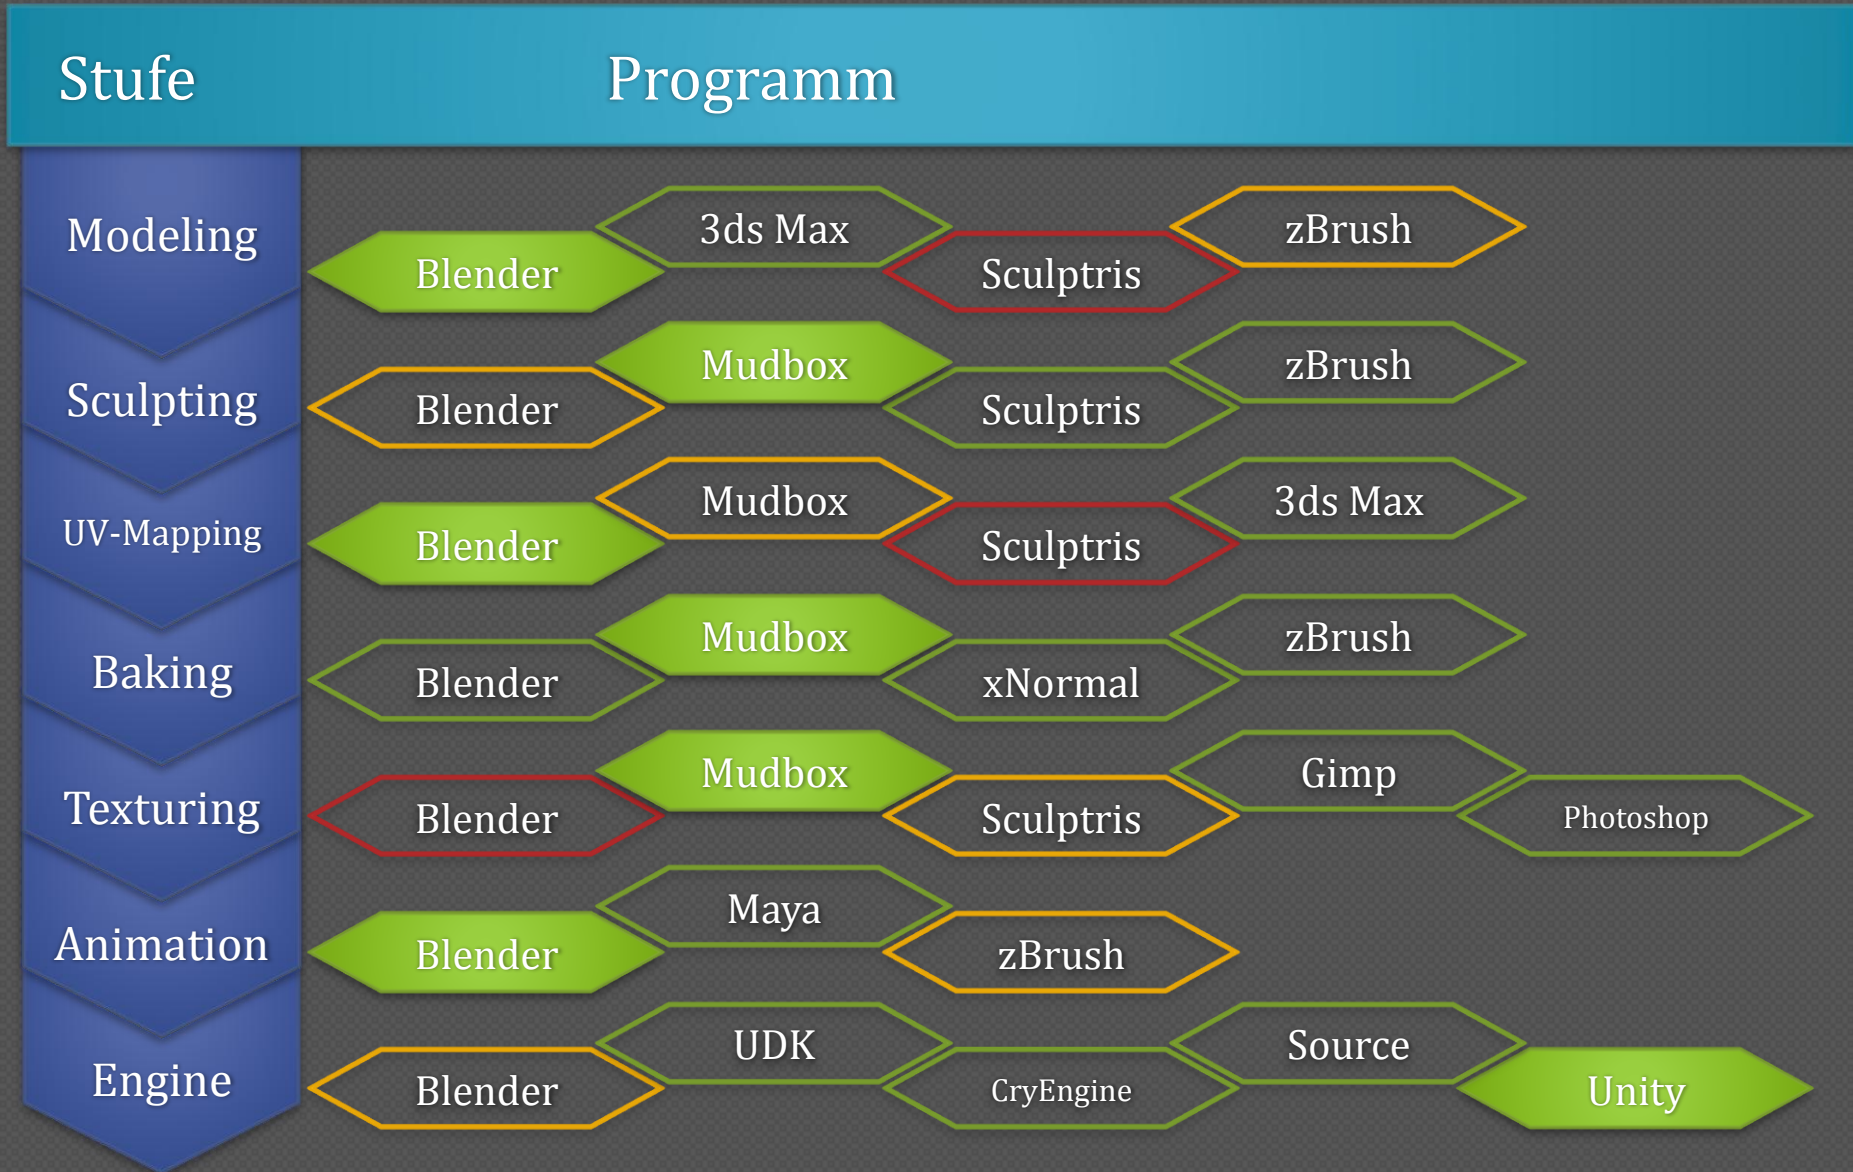 Stufe Programm
Modeling
Blender
3ds Max
Sculptris
zBrush
Sculpting
Blender
Mudbox
Sculptris
zBrush
UV-Mapping
Blender
Mudbox
Sculptris
3ds Max
Baking
Blender
Mudbox
xNormal
zBrush
Texturing
Blender
Mudbox
Sculptris
Gimp
Photoshop
Animation
Blender
Maya
zBrush
Engine
Blender
UDK
CryEngine
Source
Unity